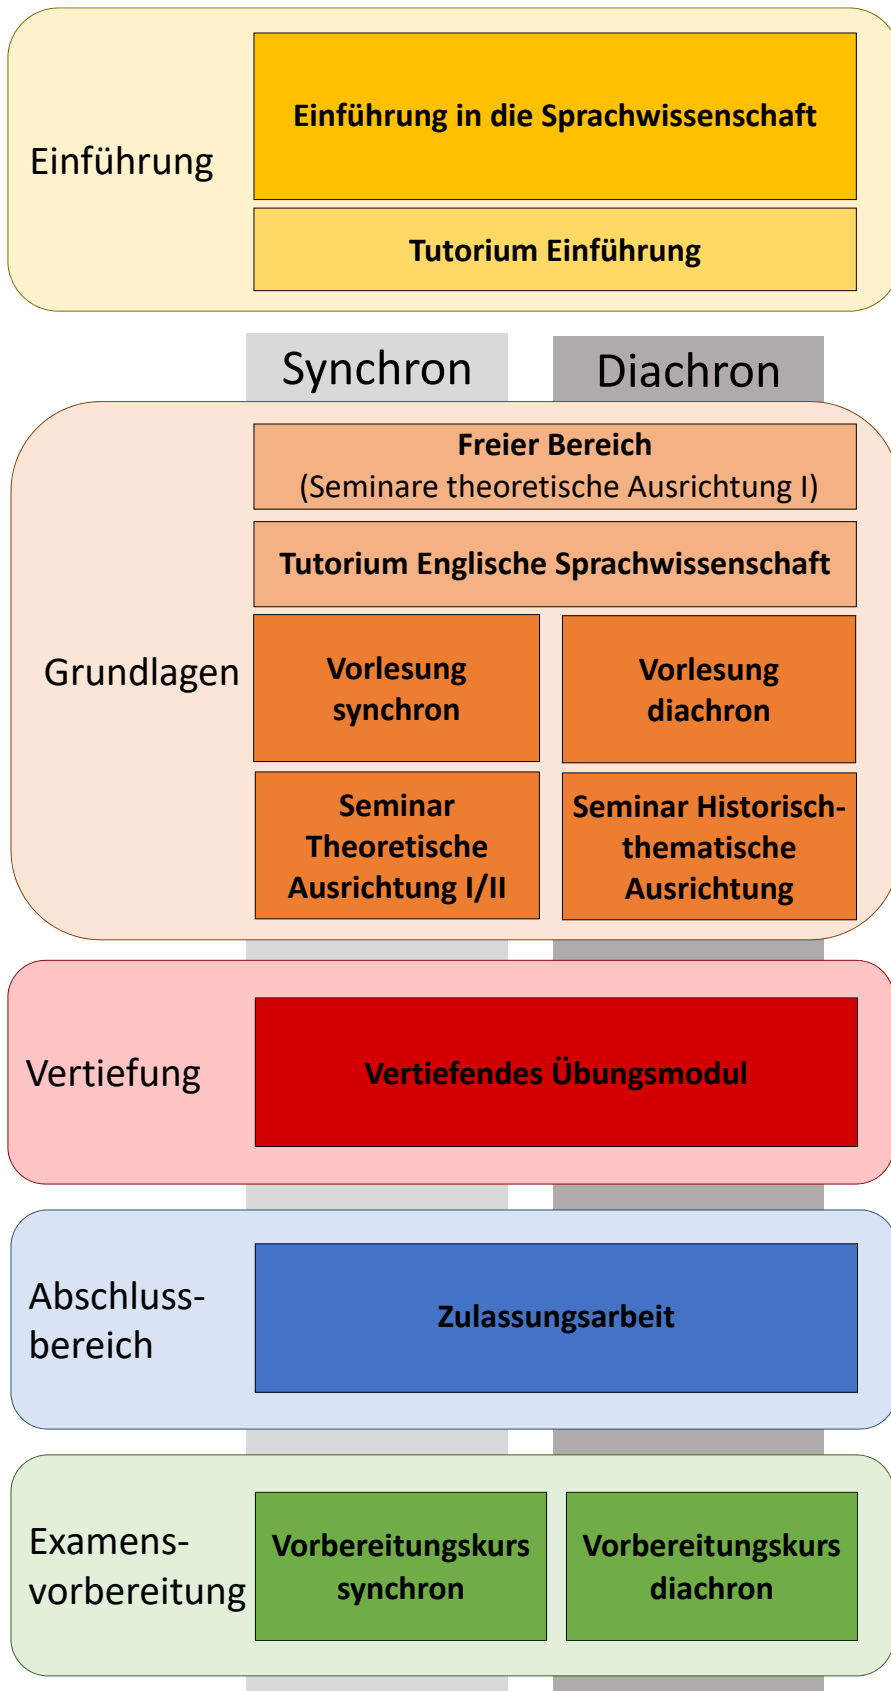 Einführung
Einführung in die Sprachwissenschaft
Tutorium Einführung
Synchron
Diachron
Grundlagen
Freier Bereich
(Seminare theoretische Ausrichtung I)
Tutorium Englische Sprachwissenschaft
Vorlesung
synchron
Vorlesung
diachron
Seminar
Theoretische
Ausrichtung I/II
Seminar Historisch-
thematische
Ausrichtung
Vertiefung
Vertiefendes Übungsmodul
Abschluss-
bereich
Zulassungsarbeit
Examens-
vorbereitung
Vorbereitungskurs
synchron
Vorbereitungskurs
diachron